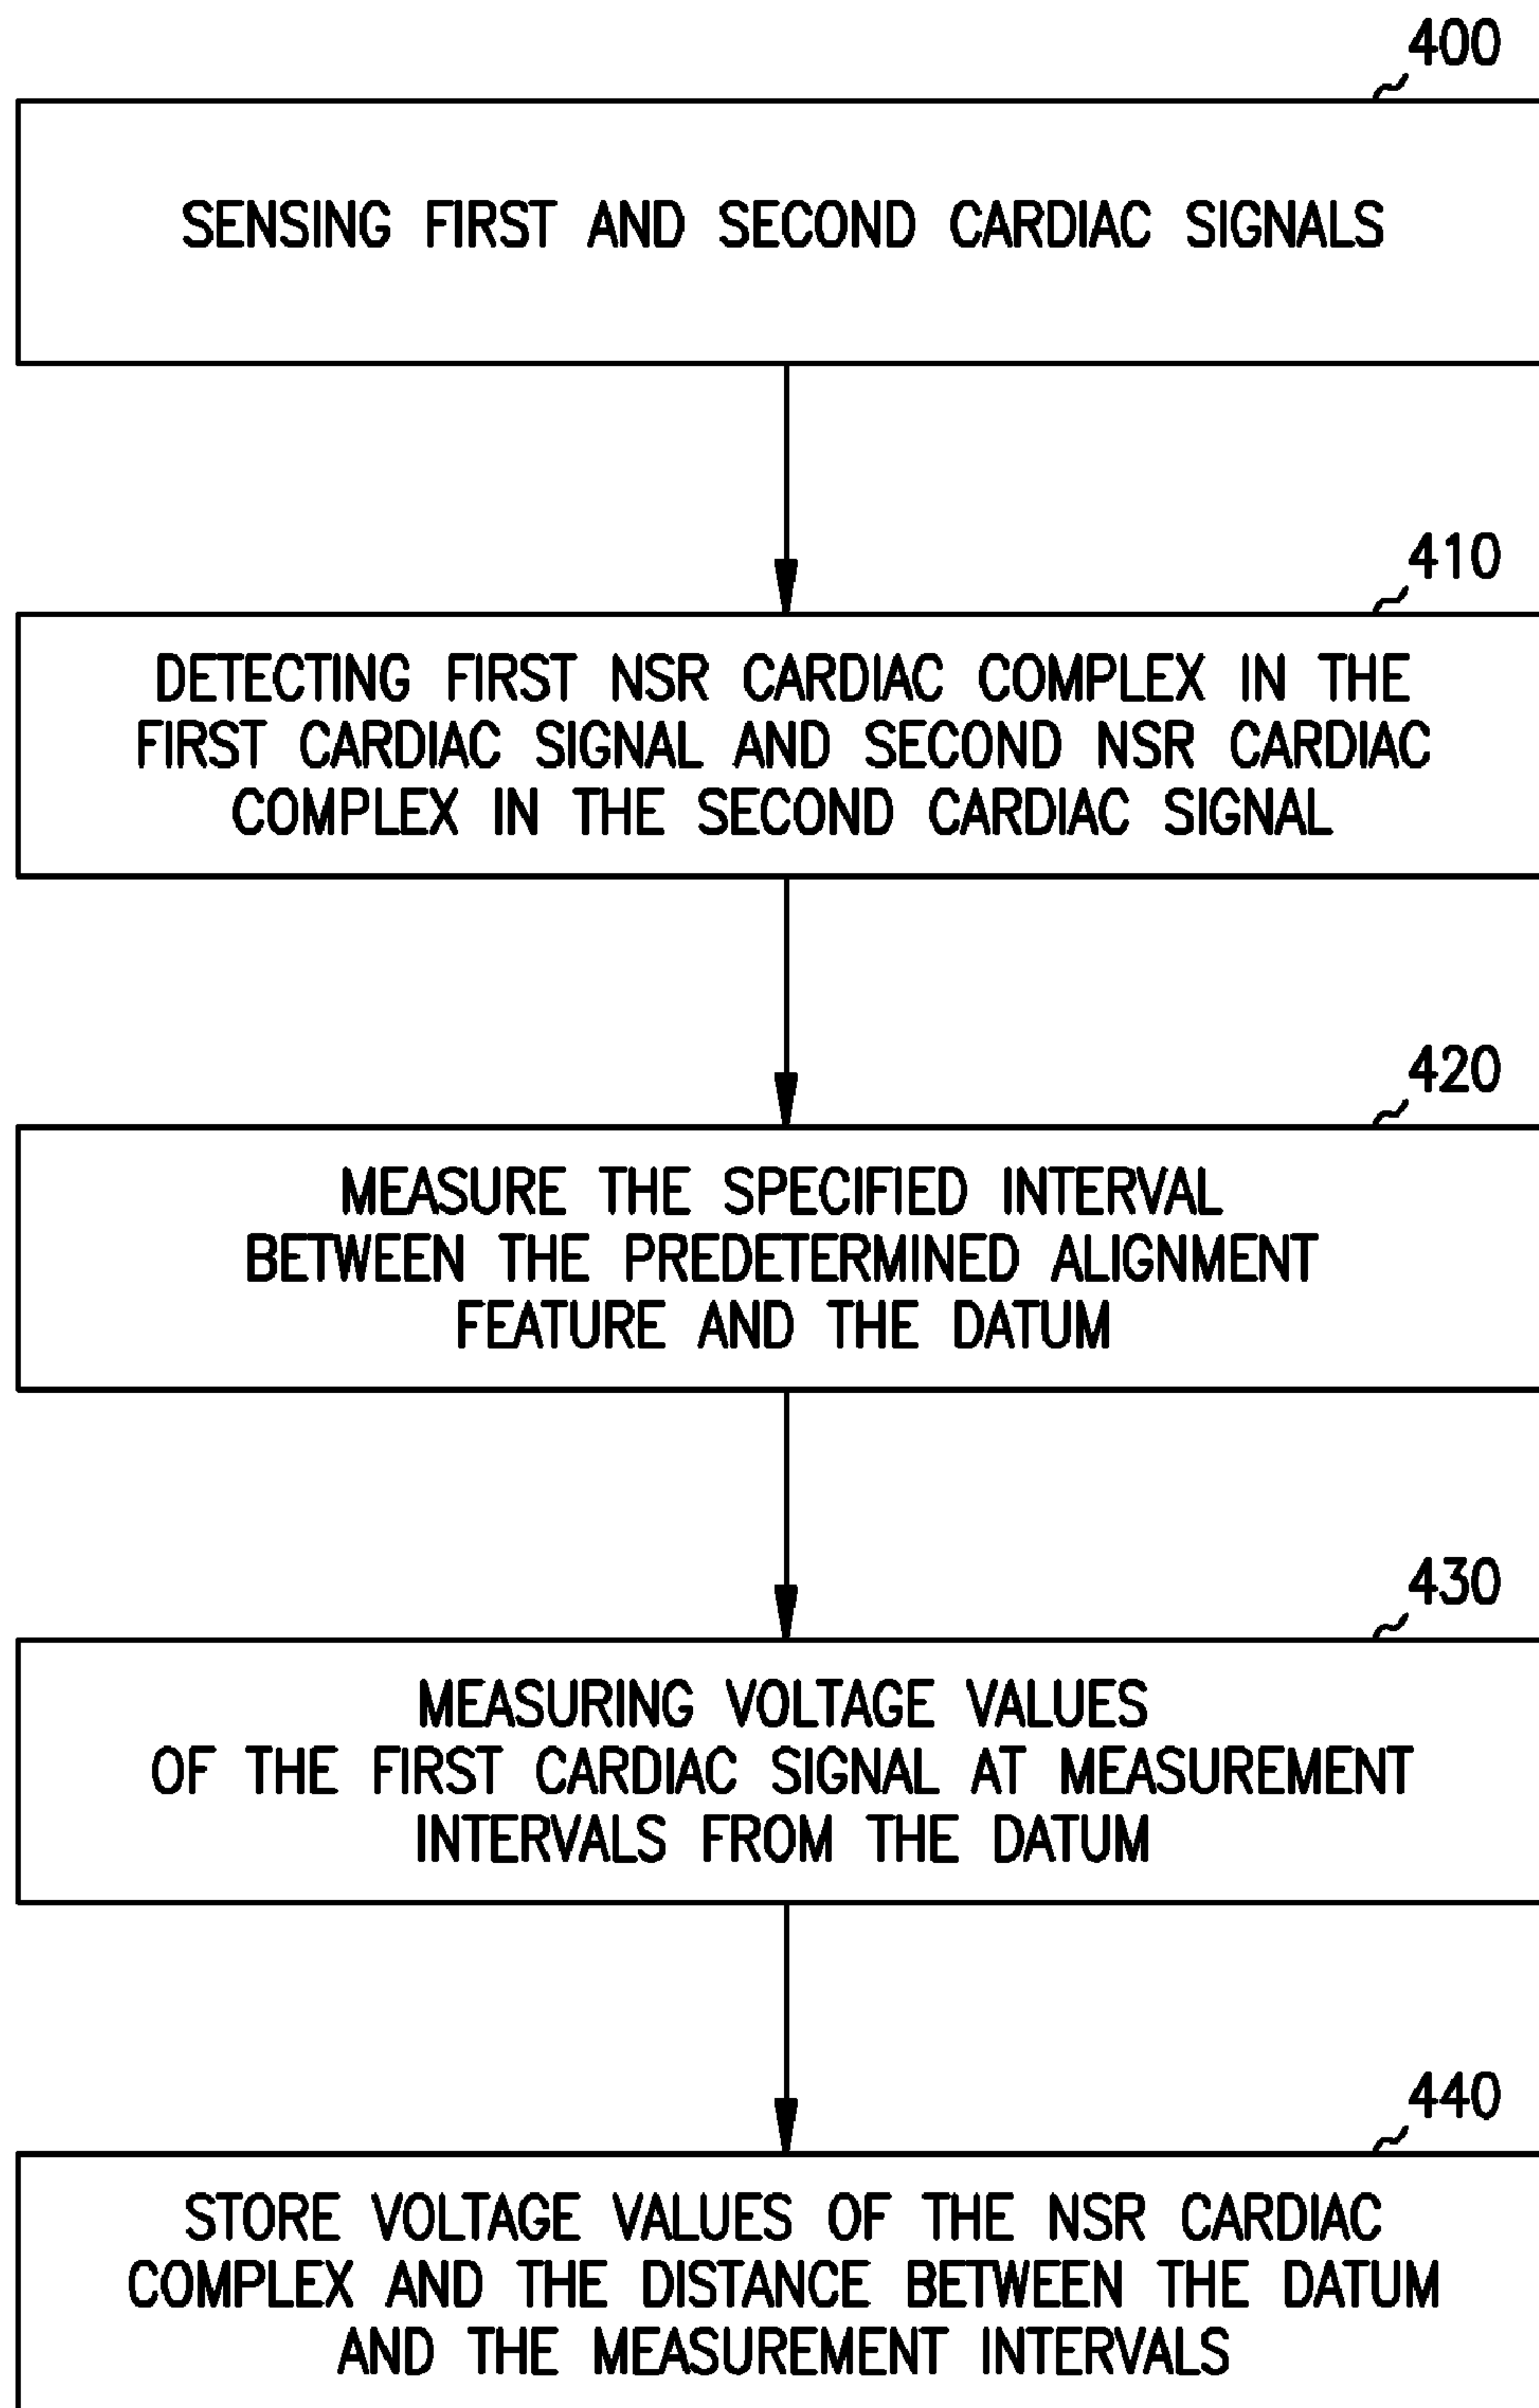 400
SENSING FIRST AND SECOND CARDIAC SIGNALS
410
DETECTING FIRST NSR CARDIAC COMPLEX IN THE
FIRST CARDIAC SIGNAL AND SECOND NSR CARDIAC
COMPLEX IN THE SECOND CARDIAC SIGNAL
420
MEASURE THE SPECIFIED INTERVAL
BETWEEN THE PREDETERMINED ALIGNMENT
FEATURE AND THE DATUM
430
MEASURING VOLTAGE VALUES
OF THE FIRST CARDIAC SIGNAL AT MEASUREMENT
INTERVALS FROM THE DATUM
440
STORE VOLTAGE VALUES OF THE NSR CARDIAC
COMPLEX AND THE DISTANCE BETWEEN THE DATUM
AND THE MEASUREMENT INTERVALS